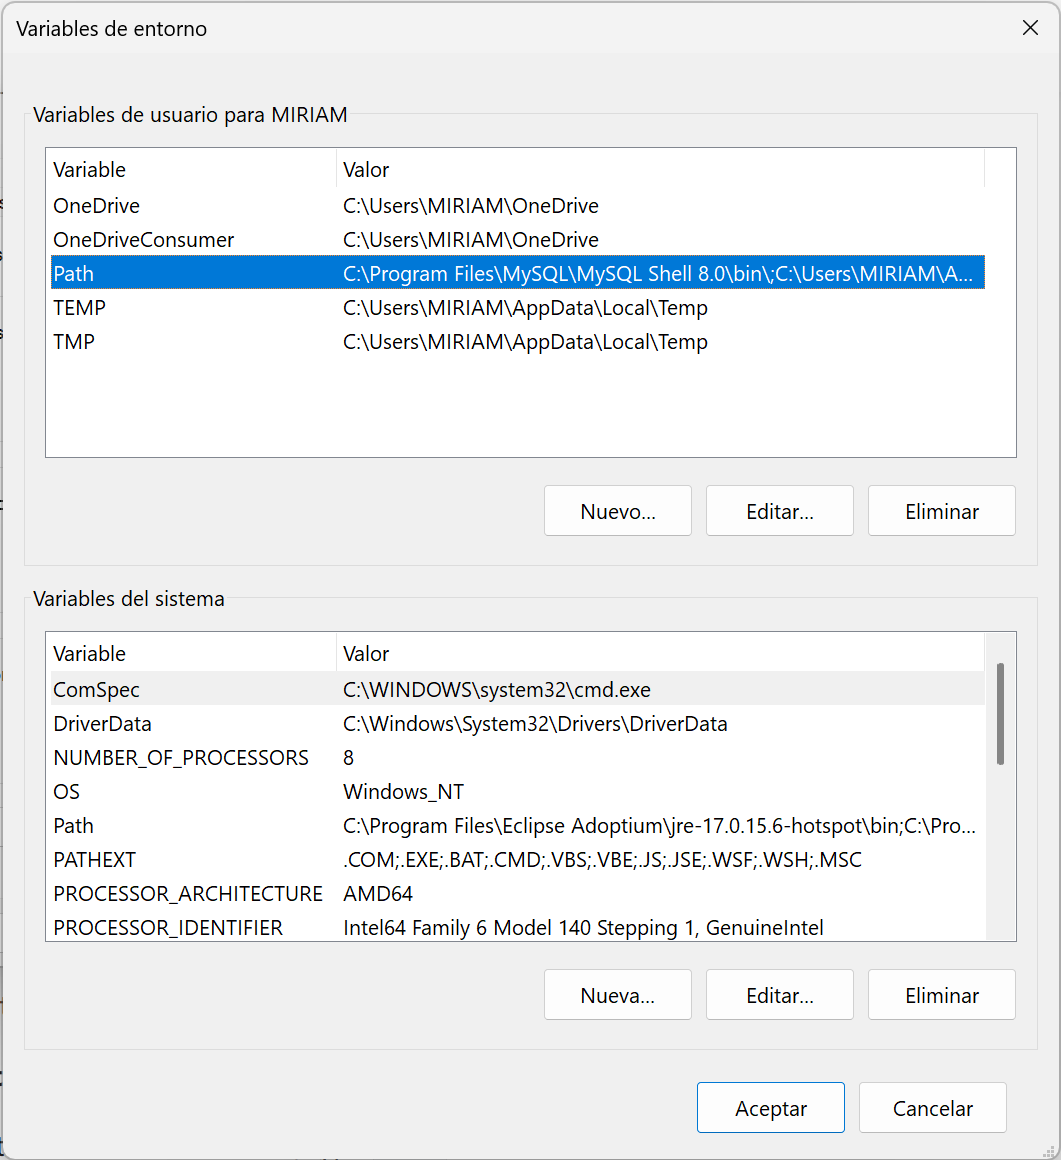 Variables de entorno
Variables de usuario para MIRIAM
Variable Valor
OneDrive C:\Users\MIRIAM\OneDrive
OneDriveConsumer C:\Users\MIRIAM\OneDrive
Path C:\Program Files\MySQL\MySQL Shell 8.0\bin\;C:\Users\MIRIAM\A...
TEMP C:\Users\MIRIAM\AppData\Local\Temp
TMP C:\Users\MIRIAM\AppData\Local\Temp
Nuevo... Editar... Eliminar
Variables del sistema
Variable Valor
ComSpec C:\WINDOWS\system32\cmd.exe
DriverData C:\Windows\System32\Drivers\DriverData
NUMBER_OF_PROCESSORS 8
OS Windows_NT
Path C:\Program Files\Eclipse Adoptium\jre-17.0.15.6-hotspot\bin;C:\Pro...
PATHEXT .COM;.EXE;.BAT;.CMD;.VBS;.VBE;.JS;.JSE;.WSF;.WSH;.MSC
PROCESSOR_ARCHITECTURE AMD64
PROCESSOR_IDENTIFIER Intel64 Family 6 Model 140 Stepping 1, GenuineIntel
Nueva... Editar... Eliminar
Aceptar Cancelar